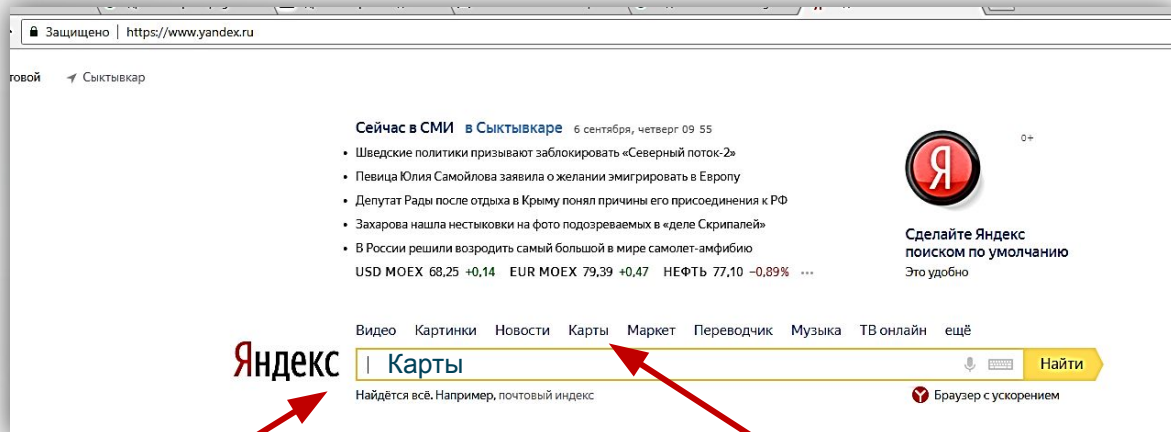 Защищено | https://www.yandex.ru
товой Сыктывкар
Сейчас в СМИ в Сыктывкаре 6 сентября, четверг 09 55
• Шведские политики призывают заблокировать «Северный поток-2»
• Певица Юлия Самойлова заявила о желании эмигрировать в Европу
• Депутат Рады после отдыха в Крыму понял причины его присоединения к РФ
• Захарова нашла нестыковки на фото подозреваемых в «деле Скрипалей»
• В России решили возродить самый большой в мире самолет-амфибию
USD MOEX 68,25 +0,14 EUR MOEX 79,39 +0,47 НЕФТЬ 77,10 −0,89% ...
0+
Я
Сделайте Яндекс
поиском по умолчанию
Это удобно
Видео Картинки Новости Карты Маркет Переводчик Музыка ТВ онлайн ещё
Яндекс Карты Найти
Найдётся всё. Например, почтовый индекс
Браузер с ускорением